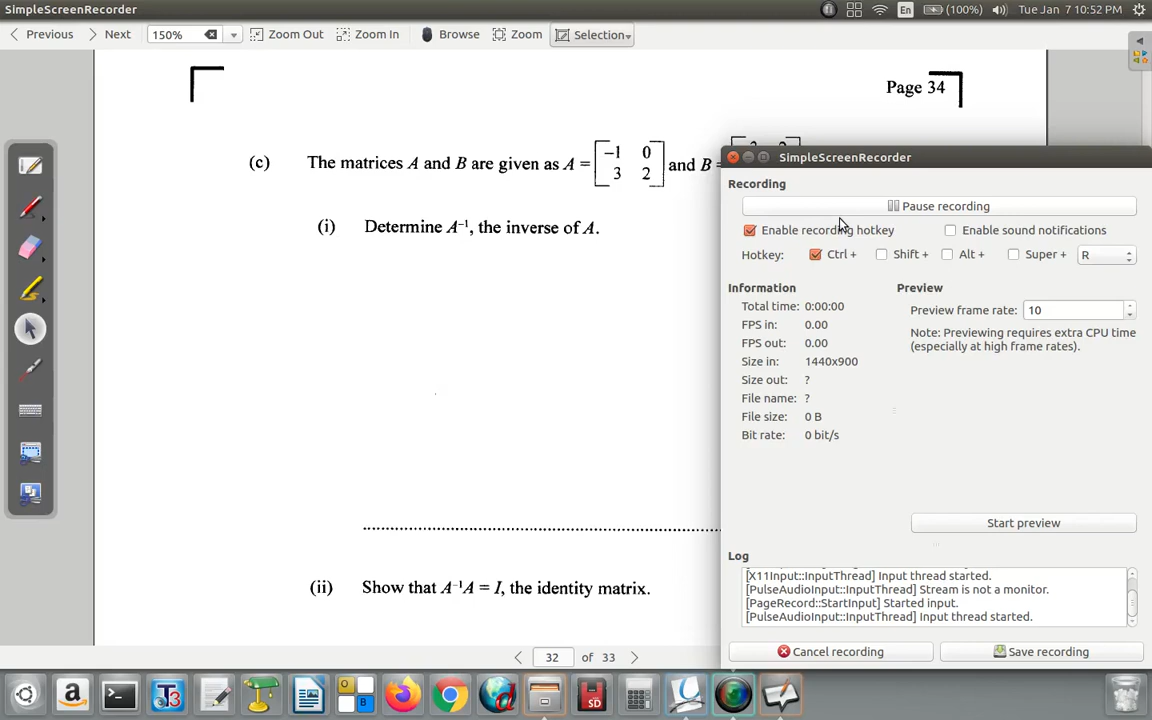 SimpleScreenRecorder
En (100%) Tue Jan 7 10:52 PM
Previous Next 150% Zoom Out Zoom In Browse Zoom Selection
Page 34
(c) The matrices A and B are given as A = [-1 0
3 2] and B =
(i) Determine A⁻¹, the inverse of A.
(ii) Show that A⁻¹A = I, the identity matrix.
32 of 33
SimpleScreenRecorder
Recording
Pause recording
Enable recording hotkey Enable sound notifications
Hotkey: Ctrl + Shift + Alt + Super + R
Information
Total time: 0:00:00
FPS in: 0.00
FPS out: 0.00
Size in: 1440x900
Size out: ?
File name: ?
File size: 0 B
Bit rate: 0 bit/s
Preview
Preview frame rate: 10
Note: Previewing requires extra CPU time
(especially at high frame rates).
Start preview
Log
[X11Input::InputThread] Input thread started.
[PulseAudioInput::InputThread] Stream is not a monitor.
[PageRecord::StartInput] Started input.
[PulseAudioInput::InputThread] Input thread started.
Cancel recording Save recording